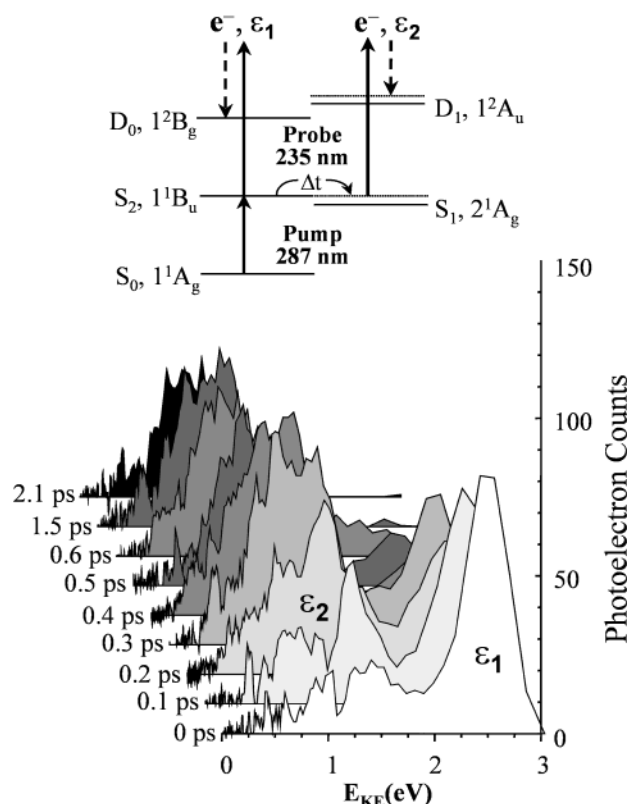 e⁻, ε₁
e⁻, ε₂
D₀, 1²B_g
D₁, 1²Aᵤ
Probe
235 nm
Δt
S₂, 1¹Bᵤ
S₁, 2¹A_g
Pump
287 nm
S₀, 1¹A_g
150
100
50
0
Photoelectron Counts
2.1 ps
1.5 ps
0.6 ps
0.5 ps
0.4 ps
0.3 ps
0.2 ps
0.1 ps
0 ps
ε₂
ε₁
0 1 2 3
E_KE(eV)